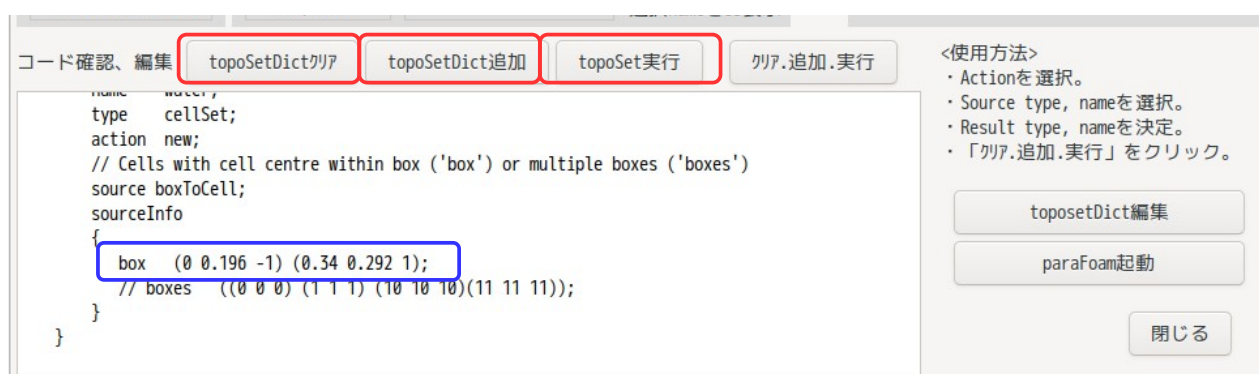 コード確認、編集 topoSetDictクリア topoSetDict追加 topoSet実行 クリア.追加.実行
type cellSet;
action new;
// Cells with cell centre within box ('box') or multiple boxes ('boxes')
source boxToCell;
sourceInfo
{
box (0 0.196 -1) (0.34 0.292 1);
// boxes ((0 0 0) (1 1 1) (10 10 10)(11 11 11));
}
}
<使用方法>
・Actionを選択。
・Source type, nameを選択。
・Result type, nameを決定。
・「クリア.追加.実行」をクリック。
toposetDict編集
paraFoam起動
閉じる